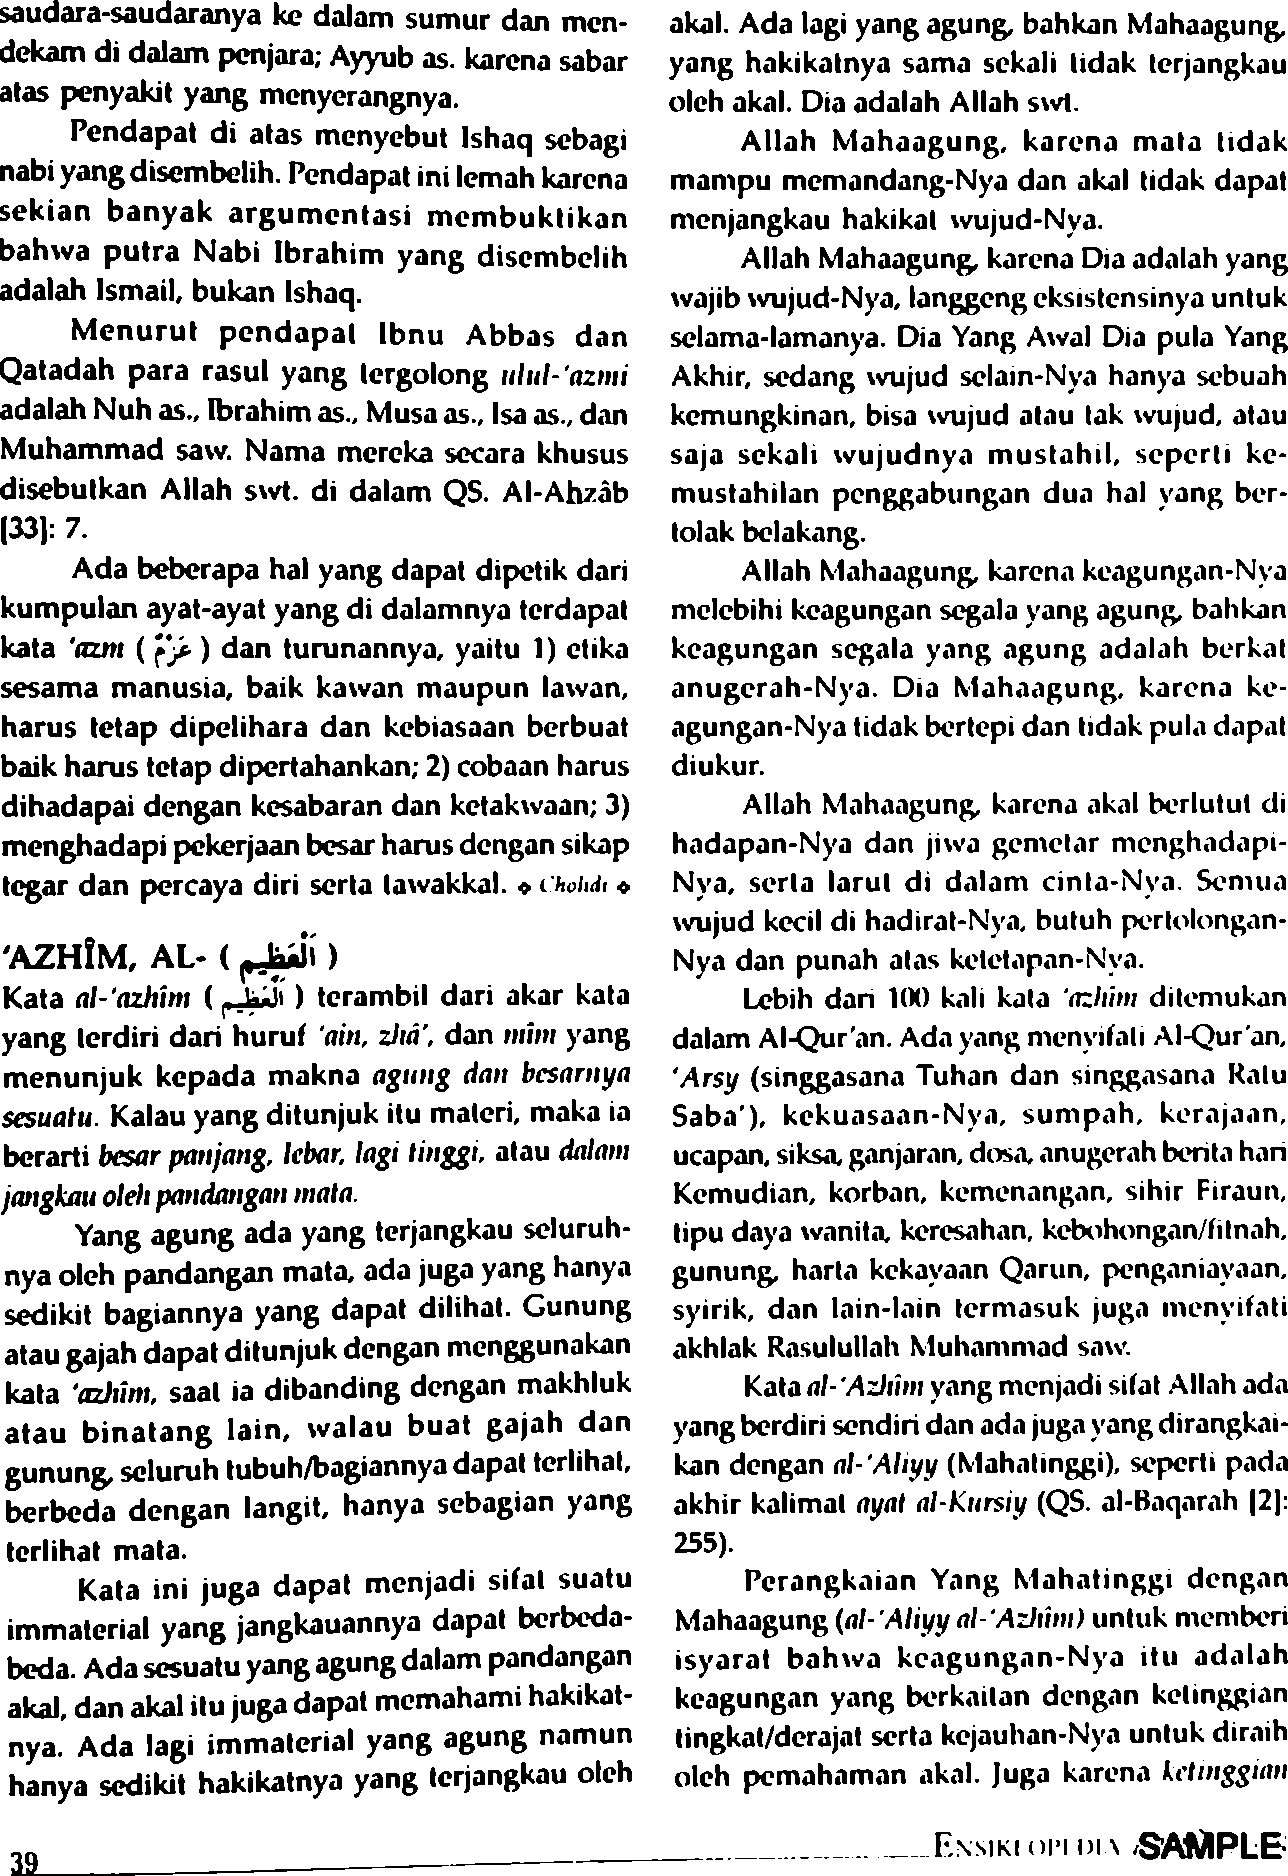 saudara-saudaranya ke dalam sumur dan men-
dekam di dalam penjara; Ayyub as. karena sabar
atas penyakit yang menyerangnya.
Pendapat di atas menyebut Ishaq sebagi
nabi yang disembelih. Pendapat ini lemah karena
sekian banyak argumentasi membuktikan
bahwa putra Nabi Ibrahim yang disembelih
adalah Ismail, bukan Ishaq.
Menurut pendapat Ibnu Abbas dan
Qatadah para rasul yang tergolong ulul-'azmi
adalah Nuh as., Ibrahim as., Musa as., Isa as., dan
Muhammad saw. Nama mereka secara khusus
disebutkan Allah swt. di dalam QS. Al-Ahzâb
[33]: 7.
Ada beberapa hal yang dapat dipetik dari
kumpulan ayat-ayat yang di dalamnya terdapat
kata 'azm ( عَزْمٌ ) dan turunannya, yaitu 1) etika
sesama manusia, baik kawan maupun lawan,
harus tetap dipelihara dan kebiasaan berbuat
baik harus tetap dipertahankan; 2) cobaan harus
dihadapai dengan kesabaran dan ketakwaan; 3)
menghadapi pekerjaan besar harus dengan sikap
tegar dan percaya diri serta tawakkal. ⬥ Cholidi ⬥
'AZHÎM, AL- ( اَلْعَظِيْم )
Kata al-'azhîm ( اَلْعَظِيْم ) terambil dari akar kata
yang terdiri dari huruf 'ain, zhâ', dan mîm yang
menunjuk kepada makna agung dan besarnya
sesuatu. Kalau yang ditunjuk itu materi, maka ia
berarti besar panjang, lebar, lagi tinggi, atau dalam
jangkau oleh pandangan mata.
Yang agung ada yang terjangkau seluruh-
nya oleh pandangan mata, ada juga yang hanya
sedikit bagiannya yang dapat dilihat. Gunung
atau gajah dapat ditunjuk dengan menggunakan
kata 'azhîm, saat ia dibanding dengan makhluk
atau binatang lain, walau buat gajah dan
gunung, seluruh tubuh/bagiannya dapat terlihat,
berbeda dengan langit, hanya sebagian yang
terlihat mata.
Kata ini juga dapat menjadi sifat suatu
immaterial yang jangkauannya dapat berbeda-
beda. Ada sesuatu yang agung dalam pandangan
akal, dan akal itu juga dapat memahami hakikat-
nya. Ada lagi immaterial yang agung namun
hanya sedikit hakikatnya yang terjangkau oleh
akal. Ada lagi yang agung, bahkan Mahaagung,
yang hakikatnya sama sekali tidak terjangkau
oleh akal. Dia adalah Allah swt.
Allah Mahaagung, karena mata tidak
mampu memandang-Nya dan akal tidak dapat
menjangkau hakikat wujud-Nya.
Allah Mahaagung, karena Dia adalah yang
wajib wujud-Nya, langgeng eksistensinya untuk
selama-lamanya. Dia Yang Awal Dia pula Yang
Akhir, sedang wujud selain-Nya hanya sebuah
kemungkinan, bisa wujud atau tak wujud, atau
saja sekali wujudnya mustahil, seperti ke-
mustahilan penggabungan dua hal yang ber-
tolak belakang.
Allah Mahaagung, karena keagungan-Nya
melebihi keagungan segala yang agung, bahkan
keagungan segala yang agung adalah berkat
anugerah-Nya. Dia Mahaagung, karena ke-
agungan-Nya tidak bertepi dan tidak pula dapat
diukur.
Allah Mahaagung, karena akal berlutut di
hadapan-Nya dan jiwa gemetar menghadapi-
Nya, serta larut di dalam cinta-Nya. Semua
wujud kecil di hadirat-Nya, butuh pertolongan-
Nya dan punah atas ketetapan-Nya.
Lebih dari 100 kali kata 'azhîm ditemukan
dalam Al-Qur'an. Ada yang menyifati Al-Qur'an,
'Arsy (singgasana Tuhan dan singgasana Ratu
Saba'), kekuasaan-Nya, sumpah, kerajaan,
ucapan, siksa, ganjaran, dosa, anugerah berita hari
Kemudian, korban, kemenangan, sihir Firaun,
tipu daya wanita, keresahan, kebohongan/fitnah,
gunung, harta kekayaan Qarun, penganiayaan,
syirik, dan lain-lain termasuk juga menyifati
akhlak Rasulullah Muhammad saw.
Kata al-'Azhîm yang menjadi sifat Allah ada
yang berdiri sendiri dan ada juga yang dirangkai-
kan dengan al-'Aliyy (Mahatinggi), seperti pada
akhir kalimat ayat al-Kursiy (QS. al-Baqarah [2]:
255).
Perangkaian Yang Mahatinggi dengan
Mahaagung (al-'Aliyy al-'Azhîm) untuk memberi
isyarat bahwa keagungan-Nya itu adalah
keagungan yang berkaitan dengan ketinggian
tingkat/derajat serta kejauhan-Nya untuk diraih
oleh pemahaman akal. Juga karena ketinggian
39
ENSIKLOPEDIA SAMPLE